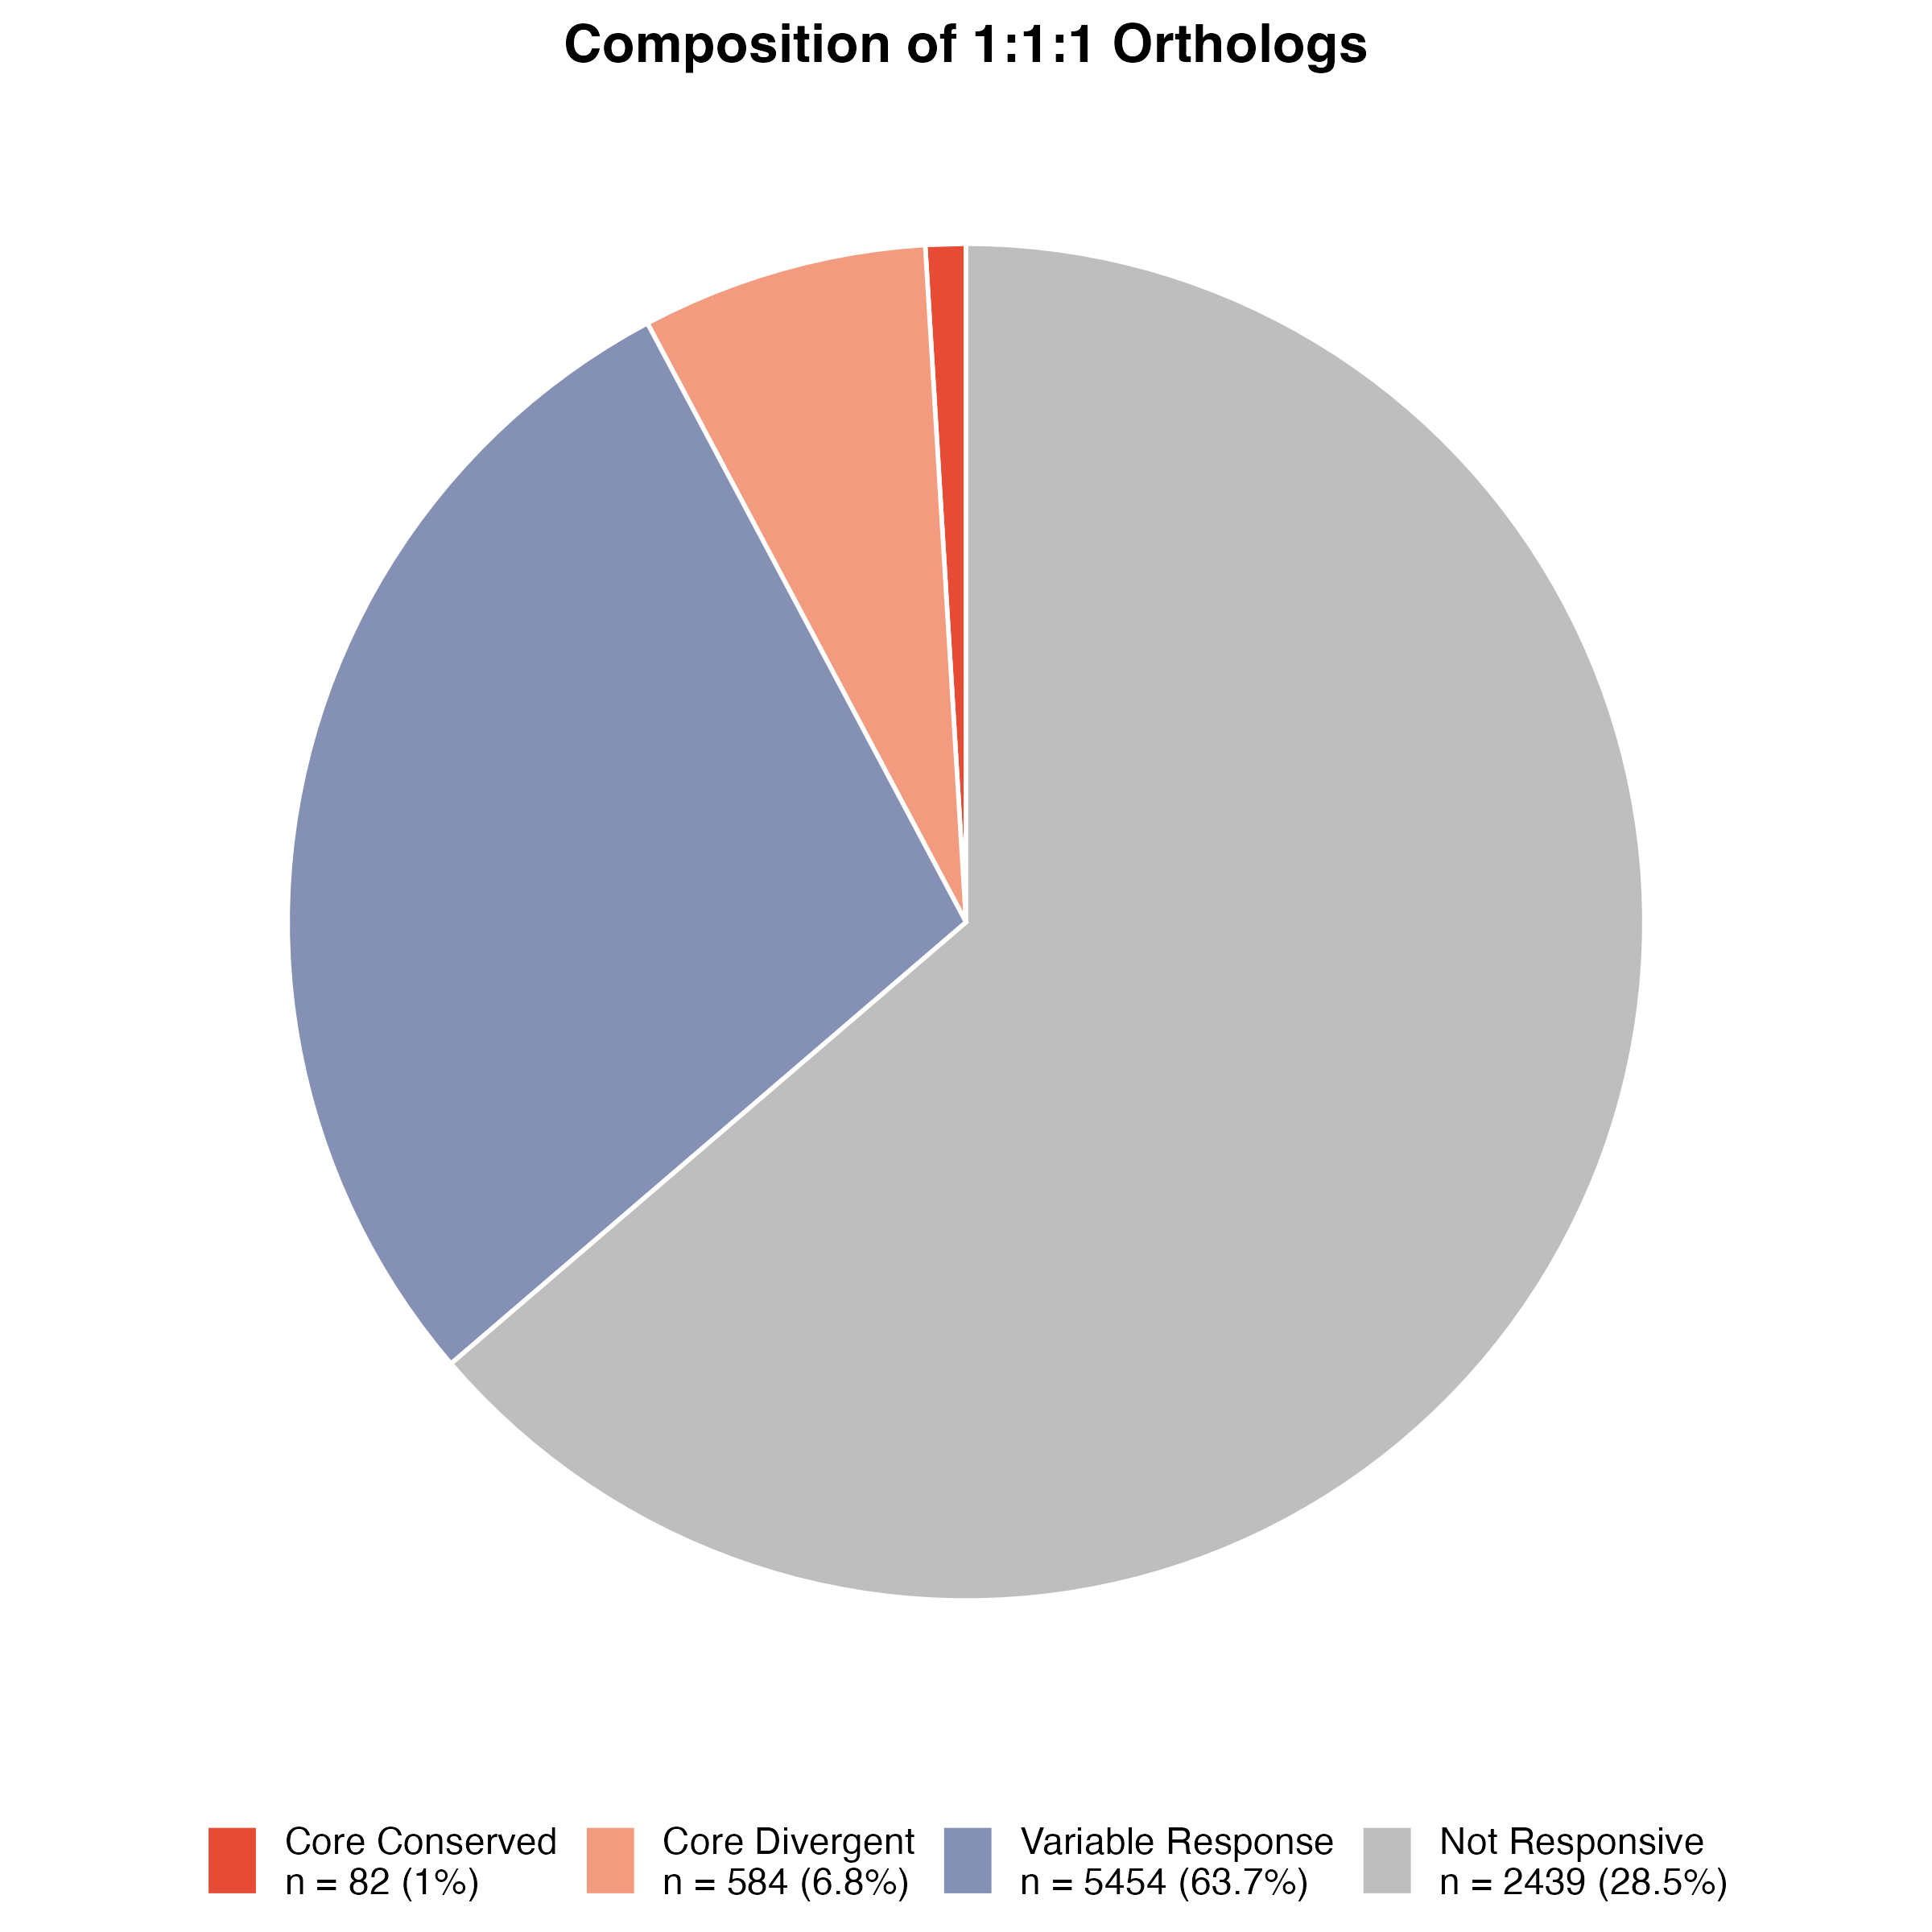 Composition of 1:1:1 Orthologs
Core Conserved
n = 82 (1%)
Core Divergent
n = 584 (6.8%)
Variable Response
n = 5454 (63.7%)
Not Responsive
n = 2439 (28.5%)